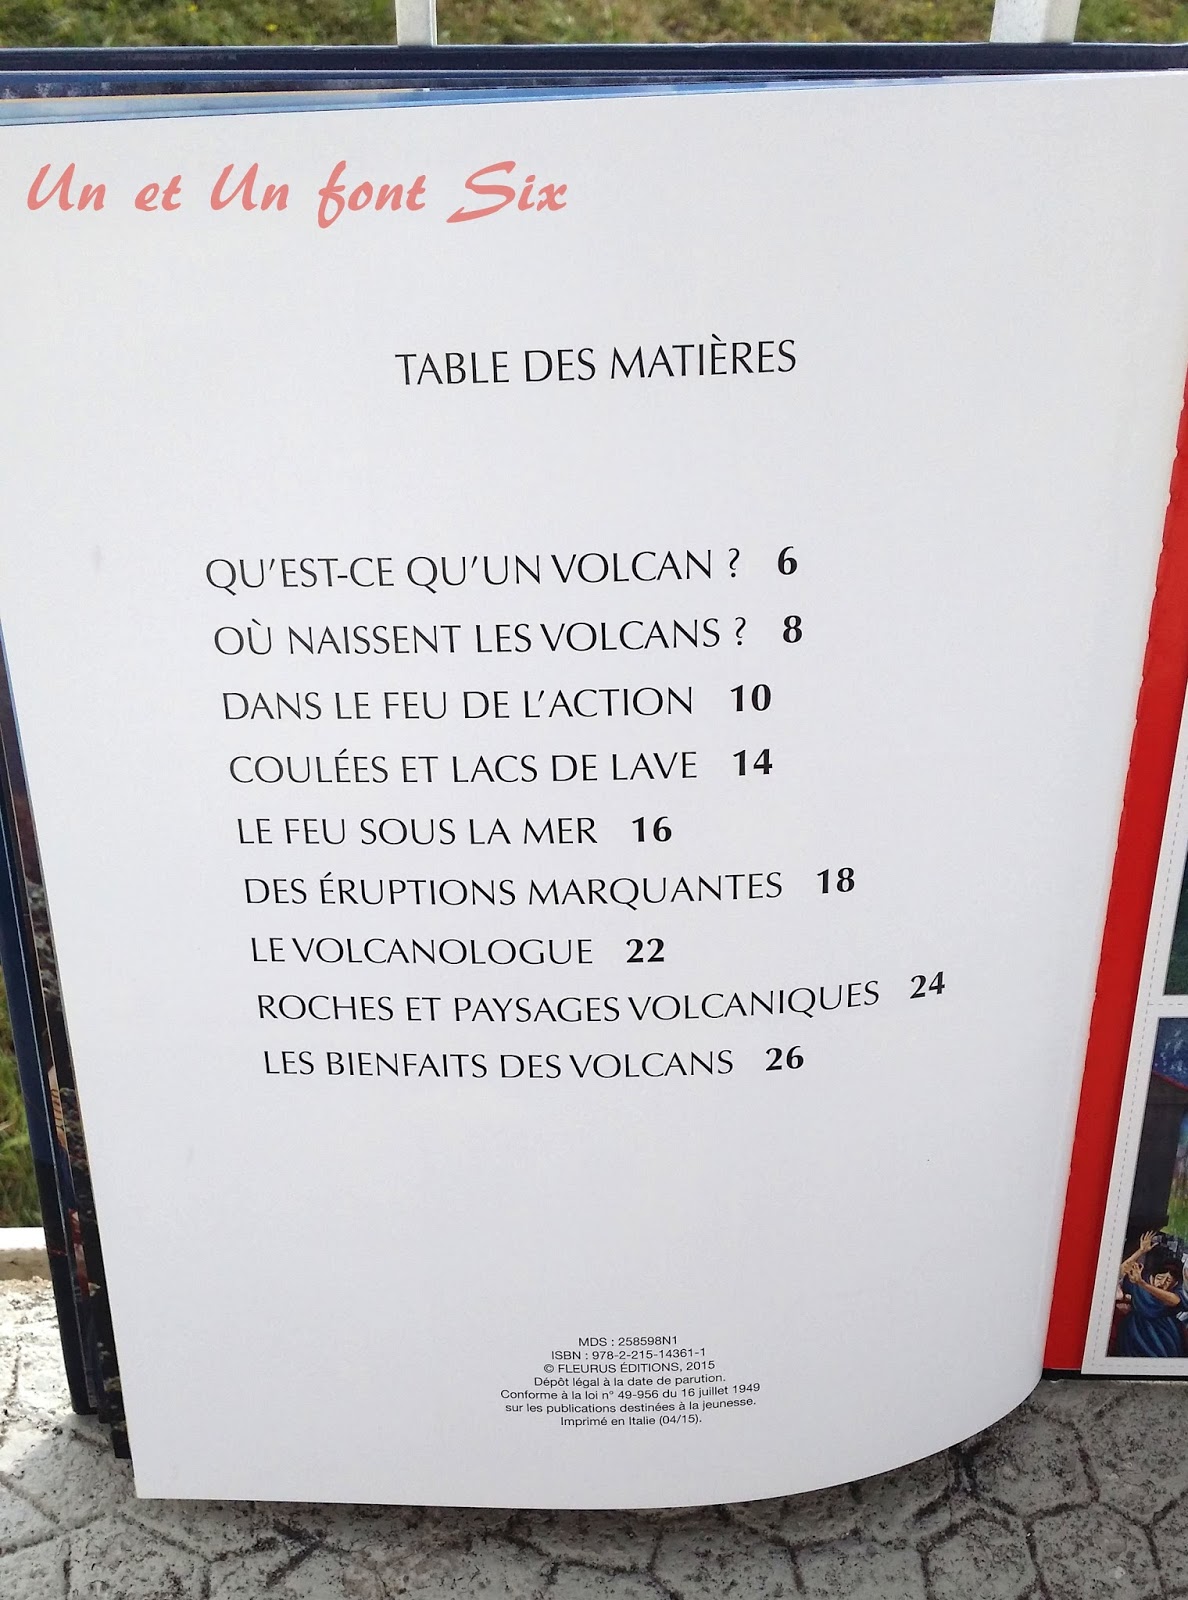 Un et Un font Six
TABLE DES MATIÈRES
QU'EST-CE QU'UN VOLCAN ? 6
OÙ NAISSENT LES VOLCANS ? 8
DANS LE FEU DE L'ACTION 10
COULÉES ET LACS DE LAVE 14
LE FEU SOUS LA MER 16
DES ÉRUPTIONS MARQUANTES 18
LE VOLCANOLOGUE 22
ROCHES ET PAYSAGES VOLCANIQUES 24
LES BIENFAITS DES VOLCANS 26
MDS : 258598N1
ISBN : 978-2-215-14361-1
© FLEURUS ÉDITIONS, 2015
Dépôt légal à la date de parution.
Conforme à la loi n° 49-956 du 16 juillet 1949
sur les publications destinées à la jeunesse.
Imprimé en Italie (04/15).